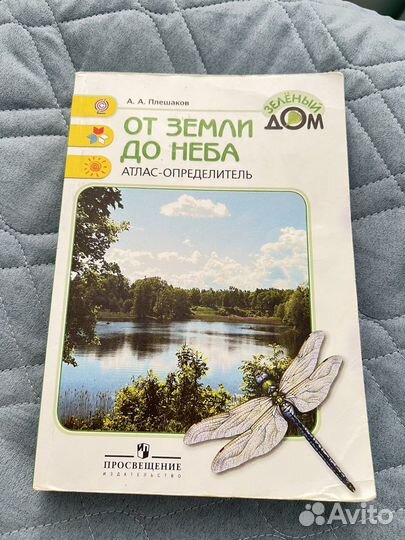 А. А. Плешаков
ЗЕЛЁНЫЙ
ДОМ
ОТ ЗЕМЛИ
ДО НЕБА
АТЛАС-ОПРЕДЕЛИТЕЛЬ
ПРОСВЕЩЕНИЕ
ИЗДАТЕЛЬСТВО
Avito